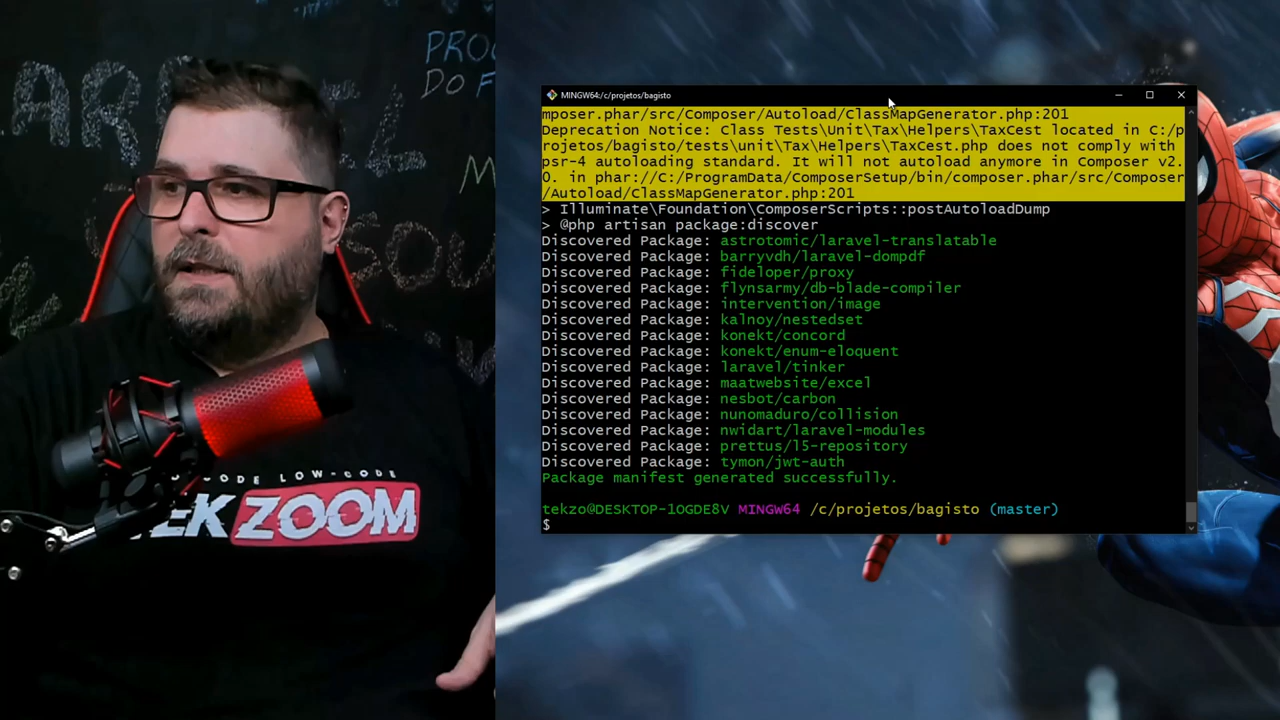 PRO
DO F
CODE LOW-CODE
EKZOOM
MINGW64:/c/projetos/bagisto
mposer.phar/src/Composer/Autoload/ClassMapGenerator.php:201
Deprecation Notice: Class Tests\Unit\Tax\Helpers\TaxCest located in C:/p
rojetos/bagisto/tests\unit\Tax\Helpers\TaxCest.php does not comply with
psr-4 autoloading standard. It will not autoload anymore in Composer v2.
0. in phar://C:/ProgramData/ComposerSetup/bin/composer.phar/src/Composer
/Autoload/ClassMapGenerator.php:201
> Illuminate\Foundation\ComposerScripts::postAutoloadDump
> @php artisan package:discover
Discovered Package: astrotomic/laravel-translatable
Discovered Package: barryvdh/laravel-dompdf
Discovered Package: fideloper/proxy
Discovered Package: flynsarmy/db-blade-compiler
Discovered Package: intervention/image
Discovered Package: kalnoy/nestedset
Discovered Package: konekt/concord
Discovered Package: konekt/enum-eloquent
Discovered Package: laravel/tinker
Discovered Package: maatwebsite/excel
Discovered Package: nesbot/carbon
Discovered Package: nunomaduro/collision
Discovered Package: nwidart/laravel-modules
Discovered Package: prettus/l5-repository
Discovered Package: tymon/jwt-auth
Package manifest generated successfully.
tekzo@DESKTOP-1OGDE8V MINGW64 /c/projetos/bagisto (master)
$